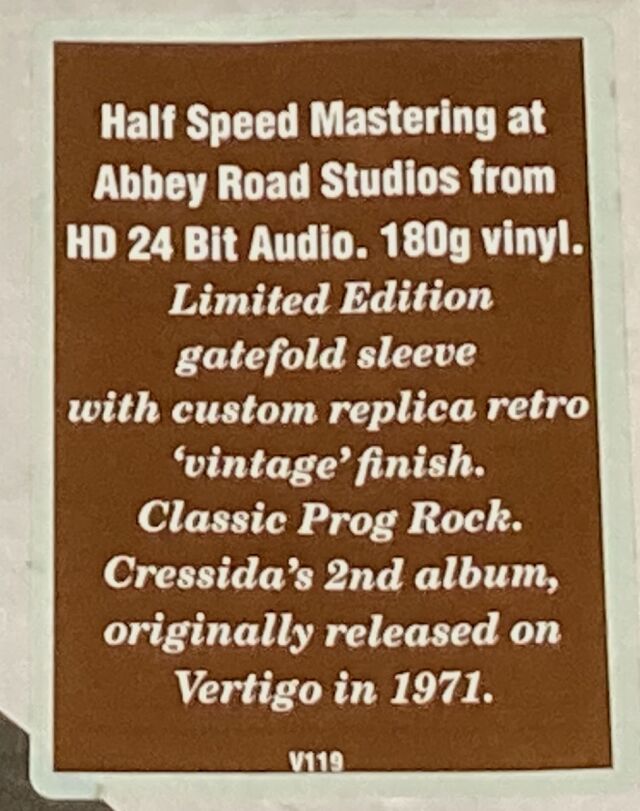 Half Speed Mastering at
Abbey Road Studios from
HD 24 Bit Audio. 180g vinyl.
Limited Edition
gatefold sleeve
with custom replica retro
‘vintage’ finish.
Classic Prog Rock.
Cressida’s 2nd album,
originally released on
Vertigo in 1971.
V119